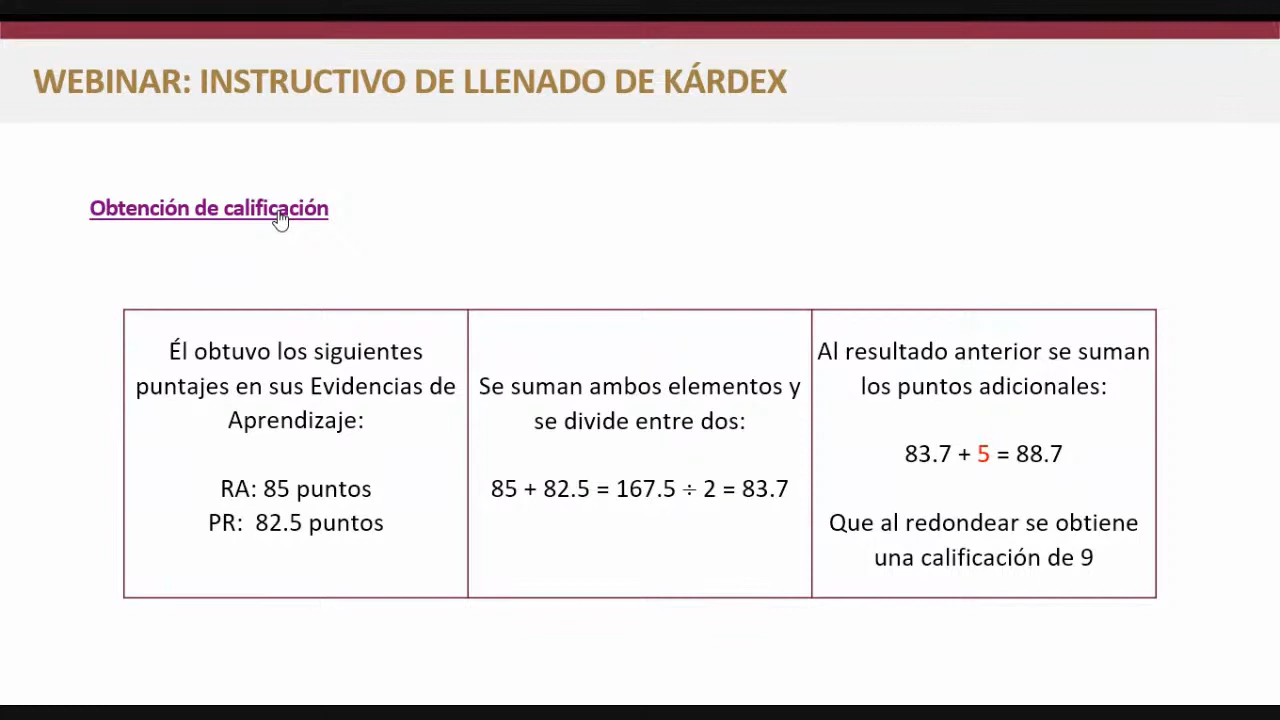 WEBINAR: INSTRUCTIVO DE LLENADO DE KÁRDEX
Obtención de calificación
Él obtuvo los siguientes
puntajes en sus Evidencias de
Aprendizaje:
RA: 85 puntos
PR: 82.5 puntos
Se suman ambos elementos y
se divide entre dos:
85 + 82.5 = 167.5 ÷ 2 = 83.7
Al resultado anterior se suman
los puntos adicionales:
83.7 + 5 = 88.7
Que al redondear se obtiene
una calificación de 9